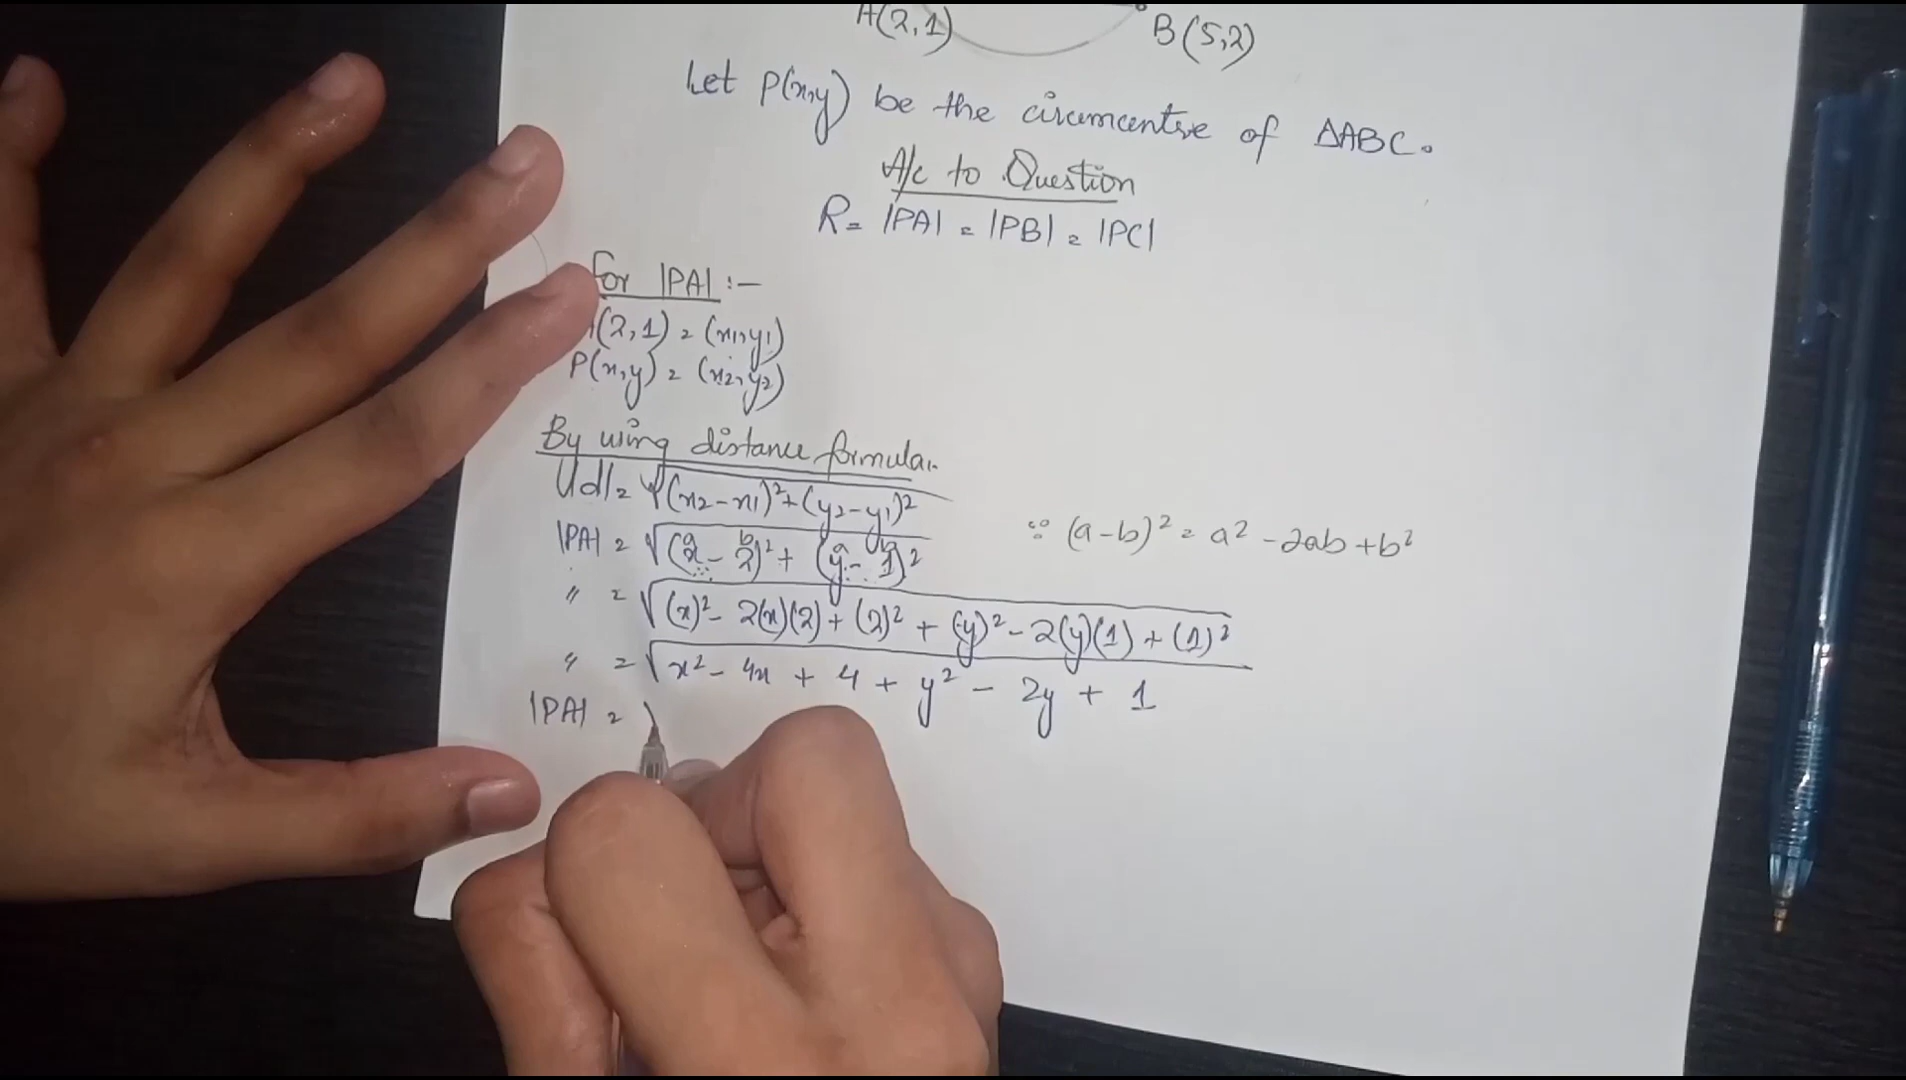 A(2,1) B(5,2)
Let P(x,y) be the circumcentre of ΔABC.
A/c to Question
R = |PA| = |PB| = |PC|
For |PA| :-
(2,1) = (x1,y1)
P(x,y) = (x2,y2)
By using distance formula.
|d| = √(x2-x1)²+(y2-y1)²
|PA| = √(x - 2)² + (y - 1)² ∵ (a-b)² = a² - 2ab + b²
a b a b
" = √(x)² - 2(x)(2) + (2)² + (y)² - 2(y)(1) + (1)²
" = √x² - 4x + 4 + y² - 2y + 1
|PA| =